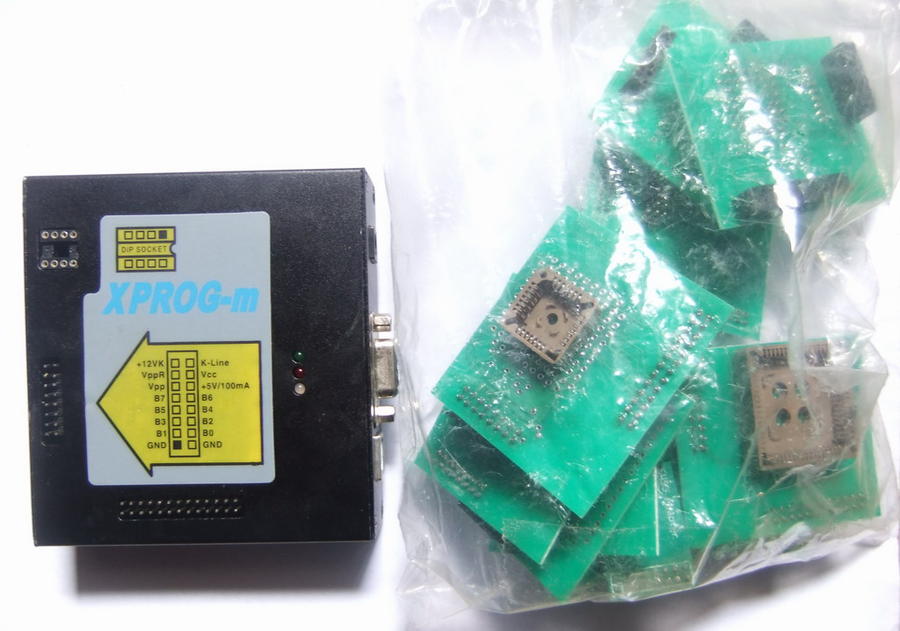 DIP SOCKET
XPROG-m
+12VK K-Line
VppR Vcc
Vpp +5V/100mA
B7 B6
B5 B4
B3 B2
B1 B0
GND GND